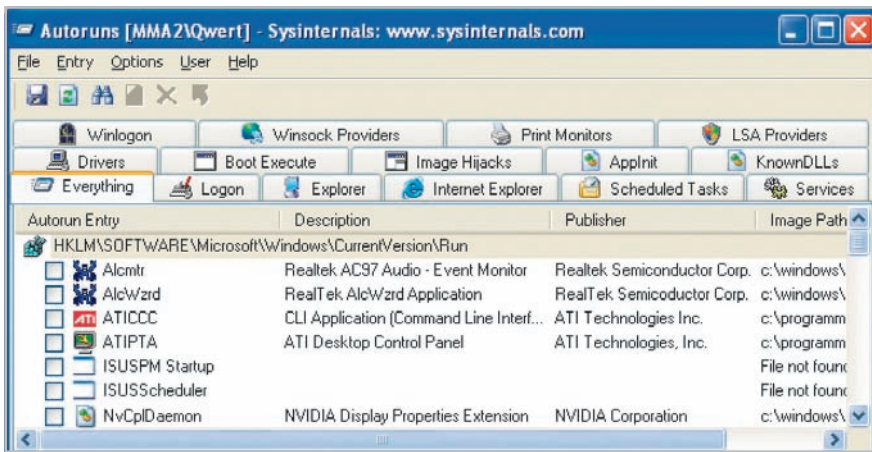 Autoruns [MMA2\Qwert] - Sysinternals: www.sysinternals.com
File Entry Options User Help
Winlogon Winsock Providers Print Monitors LSA Providers
Drivers Boot Execute Image Hijacks AppInit KnownDLLs
Everything Logon Explorer Internet Explorer Scheduled Tasks Services
Autorun Entry Description Publisher Image Path
HKLM\SOFTWARE\Microsoft\Windows\CurrentVersion\Run
Alcmtr Realtek AC97 Audio - Event Monitor Realtek Semiconductor Corp. c:\windows\
AlcWzrd RealTek AlcWzrd Application RealTek Semicoductor Corp. c:\windows\
ATI ATICCC CLI Application (Command Line Interf... ATI Technologies Inc. c:\programm
ATIPTA ATI Desktop Control Panel ATI Technologies, Inc. c:\programm
ISUSPM Startup File not foun
ISUSScheduler File not foun
NvCplDaemon NVIDIA Display Properties Extension NVIDIA Corporation c:\windows\